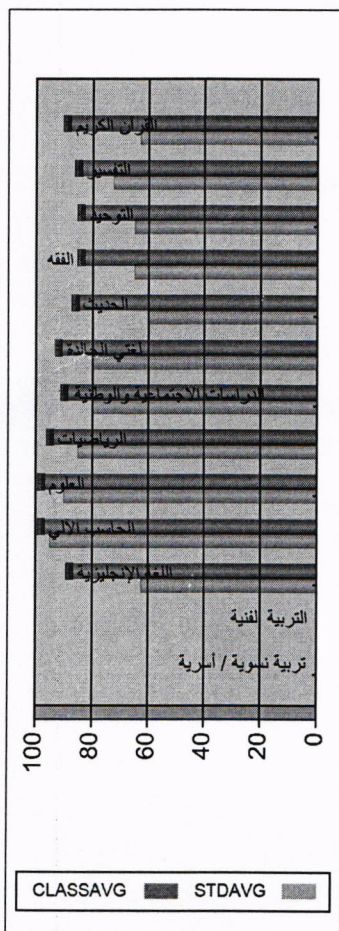 القرآن الكريم
التفسير
التوحيد
الفقه
الحديث
لغتي الخالدة
الدراسات الاجتماعية والوطنية
الرياضيات
العلوم
الحاسب الآلي
اللغة الإنجليزية
التربية الفنية
تربية نسوية / أسرية
100 80 60 40 20 0
CLASSAVG STDAVG